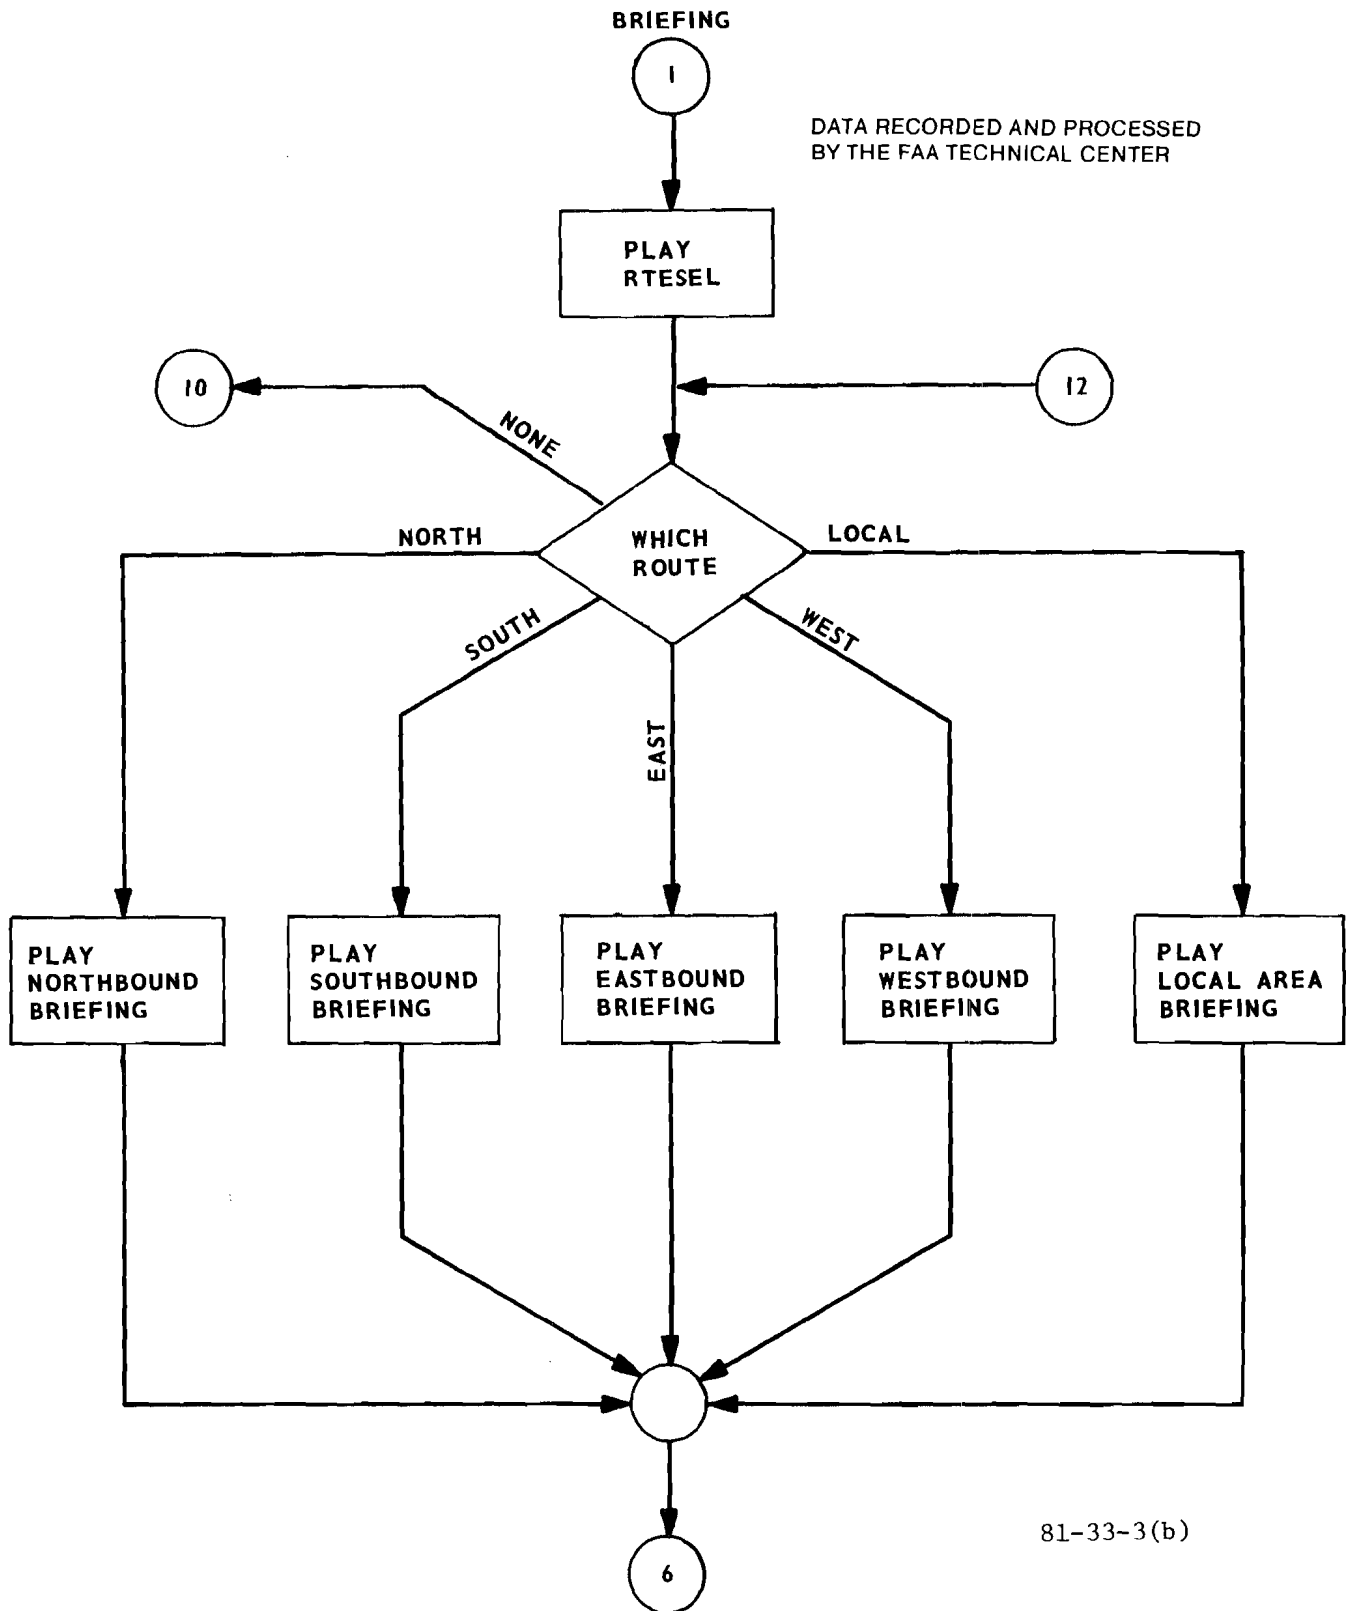 BRIEFING
1
DATA RECORDED AND PROCESSED
BY THE FAA TECHNICAL CENTER
PLAY
RTESEL
10
12
NONE
NORTH
WHICH
ROUTE
LOCAL
SOUTH
WEST
EAST
PLAY
NORTHBOUND
BRIEFING
PLAY
SOUTHBOUND
BRIEFING
PLAY
EASTBOUND
BRIEFING
PLAY
WESTBOUND
BRIEFING
PLAY
LOCAL AREA
BRIEFING
6
81-33-3(b)